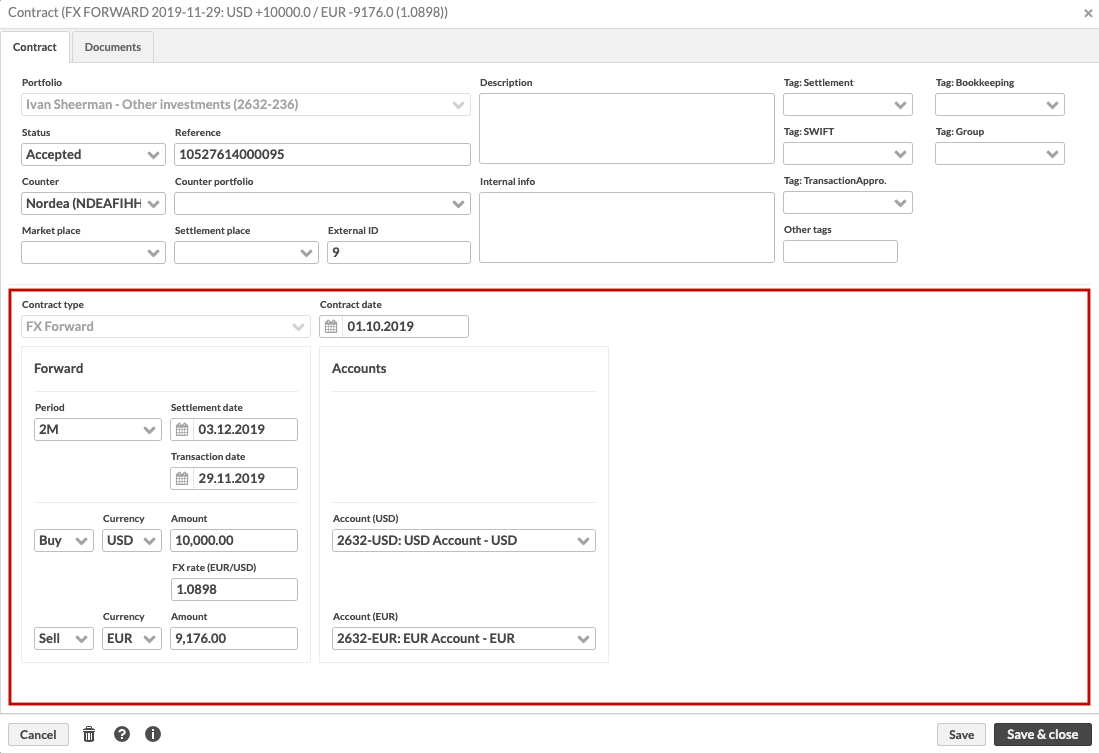 Contract (FX FORWARD 2019-11-29: USD +10000.0 / EUR -9176.0 (1.0898))
Contract Documents
Portfolio Description Tag: Settlement Tag: Bookkeeping
Ivan Sheerman - Other investments (2632-236)
Status Reference Tag: SWIFT Tag: Group
Accepted 10527614000095
Counter Counter portfolio Internal info Tag: TransactionAppro.
Nordea (NDEAFIHH
Market place Settlement place External ID Other tags
9
Contract type Contract date
FX Forward 01.10.2019
Forward Accounts
Period Settlement date
2M 03.12.2019
Transaction date
29.11.2019
Currency Amount Account (USD)
Buy USD 10,000.00 2632-USD: USD Account - USD
FX rate (EUR/USD)
1.0898
Currency Amount Account (EUR)
Sell EUR 9,176.00 2632-EUR: EUR Account - EUR
Cancel Save Save & close